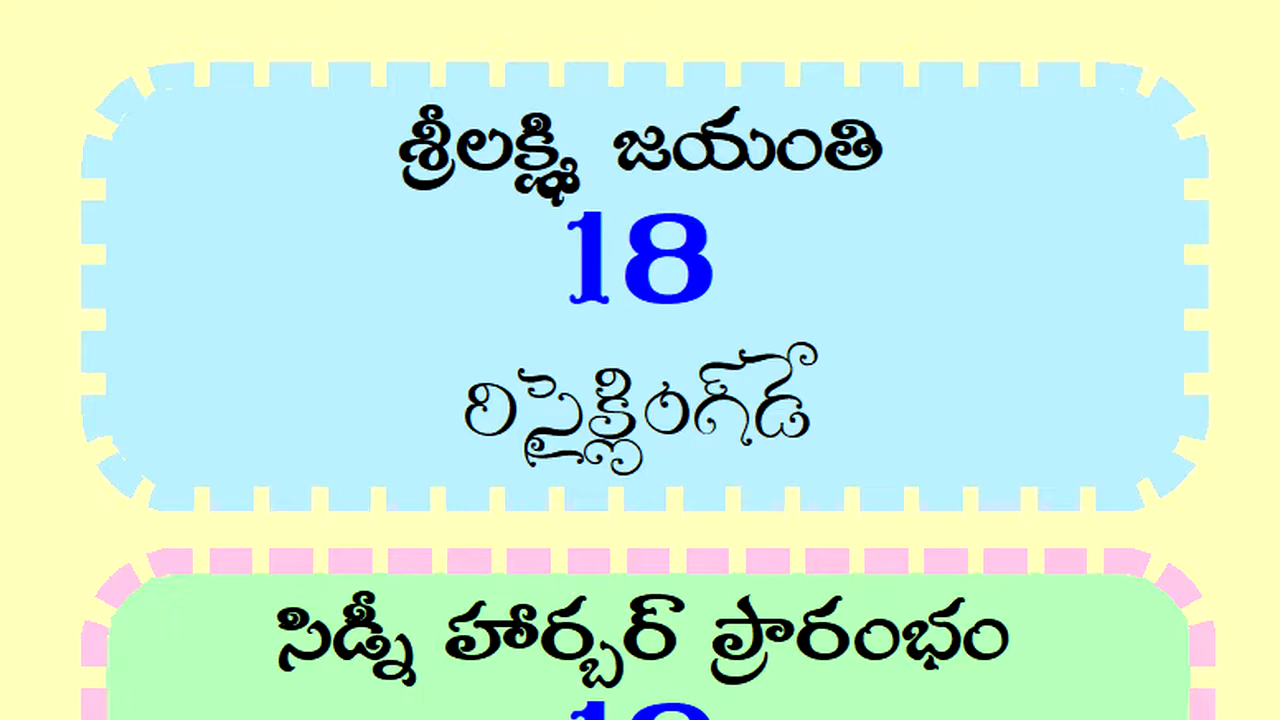 శ్రీలక్ష్మి జయంతి
18
రిసైక్లింగ్‌డే
సిడ్నీ హార్బర్ ప్రారంభం